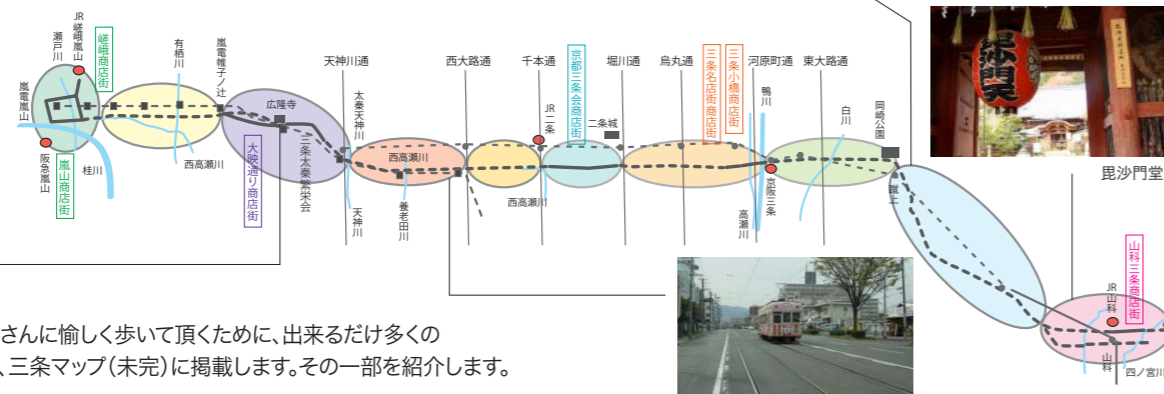 JR嵯峨嵐山
瀬戸川
嵯峨商店街
有栖川
嵐電帷子ノ辻
嵐電嵐山
阪急嵐山
嵐山商店街
桂川
西高瀬川
広隆寺
大映通り商店街
三条太秦繁栄会
天神川通
太秦天神川
天神川
西高瀬川
養老田川
西大路通
千本通
JR二条
西高瀬川
京都三条会商店街
堀川通
二条城
烏丸通
三条名店街商店街
三条小橋商店街
河原町通
鴨川
高瀬川
京阪三条
東大路通
白川
岡崎公園
蹴上
毘沙門天
毘沙門堂
山科三条商店街
JR山科
山科
四ノ宮川
さんに愉しく歩いて頂くために、出来るだけ多くの
、三条マップ(未完)に掲載します。その一部を紹介します。